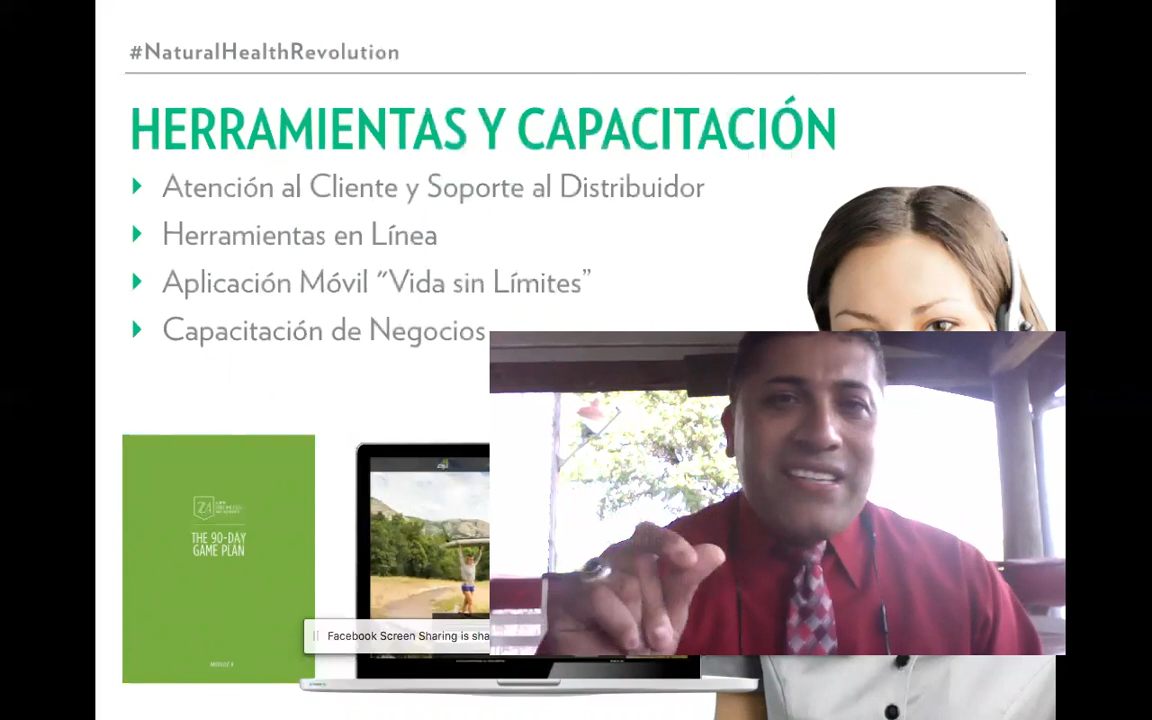 #NaturalHealthRevolution
HERRAMIENTAS Y CAPACITACIÓN
Atención al Cliente y Soporte al Distribuidor
Herramientas en Línea
Aplicación Móvil "Vida sin Límites"
Capacitación de Negocios
THE 90-DAY
GAME PLAN
Facebook Screen Sharing is sha